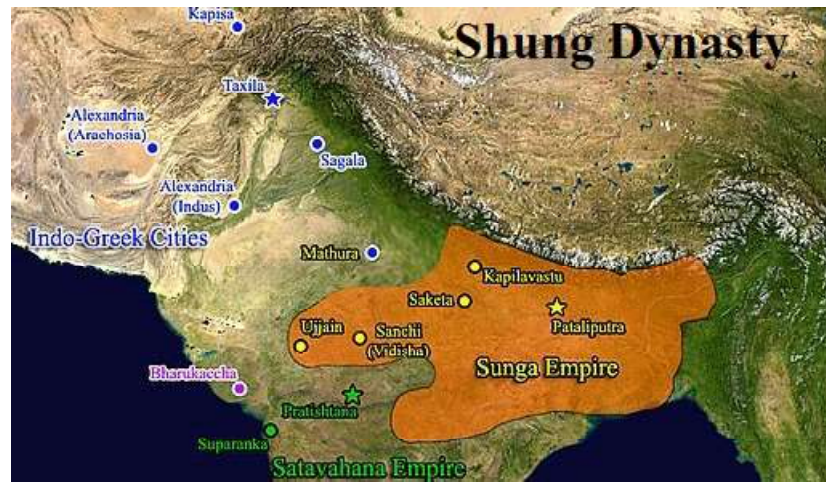 Kapisa
Shung Dynasty
Taxila
Alexandria
(Arachosia)
Sagala
Alexandria
(Indus)
Indo-Greek Cities
Mathura
Kapilavastu
Saketa
Pataliputra
Ujjain
Sanchi
(Vidisha)
Sunga Empire
Bharukaccha
Pratishtana
Suparanka
Satavahana Empire